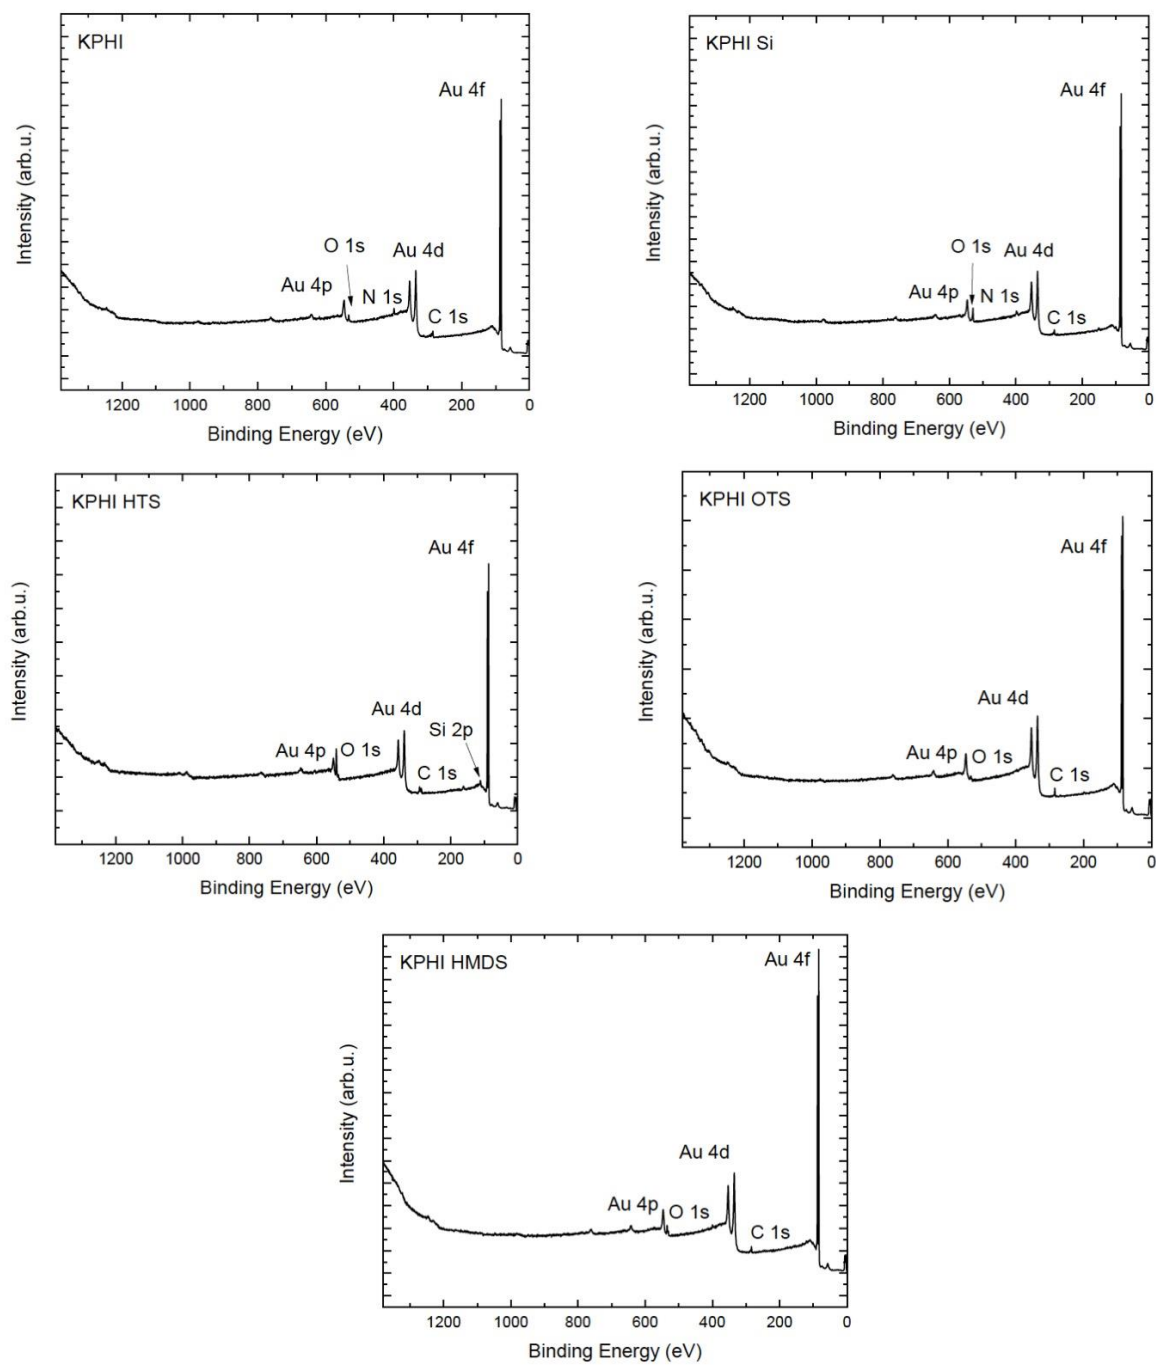 KPHI
Au 4f
O 1s
Au 4d
Au 4p
N 1s
C 1s
Intensity (arb.u.)
1200 1000 800 600 400 200 0
Binding Energy (eV)
KPHI Si
Au 4f
O 1s
Au 4d
Au 4p
N 1s
C 1s
Intensity (arb.u.)
1200 1000 800 600 400 200 0
Binding Energy (eV)
KPHI HTS
Au 4f
Au 4d
Si 2p
Au 4p
O 1s
C 1s
Intensity (arb.u.)
1200 1000 800 600 400 200 0
Binding Energy (eV)
KPHI OTS
Au 4f
Au 4d
Au 4p
O 1s
C 1s
Intensity (arb.u.)
1200 1000 800 600 400 200 0
Binding Energy (eV)
KPHI HMDS
Au 4f
Au 4d
Au 4p
O 1s
C 1s
Intensity (arb.u.)
1200 1000 800 600 400 200 0
Binding Energy (eV)